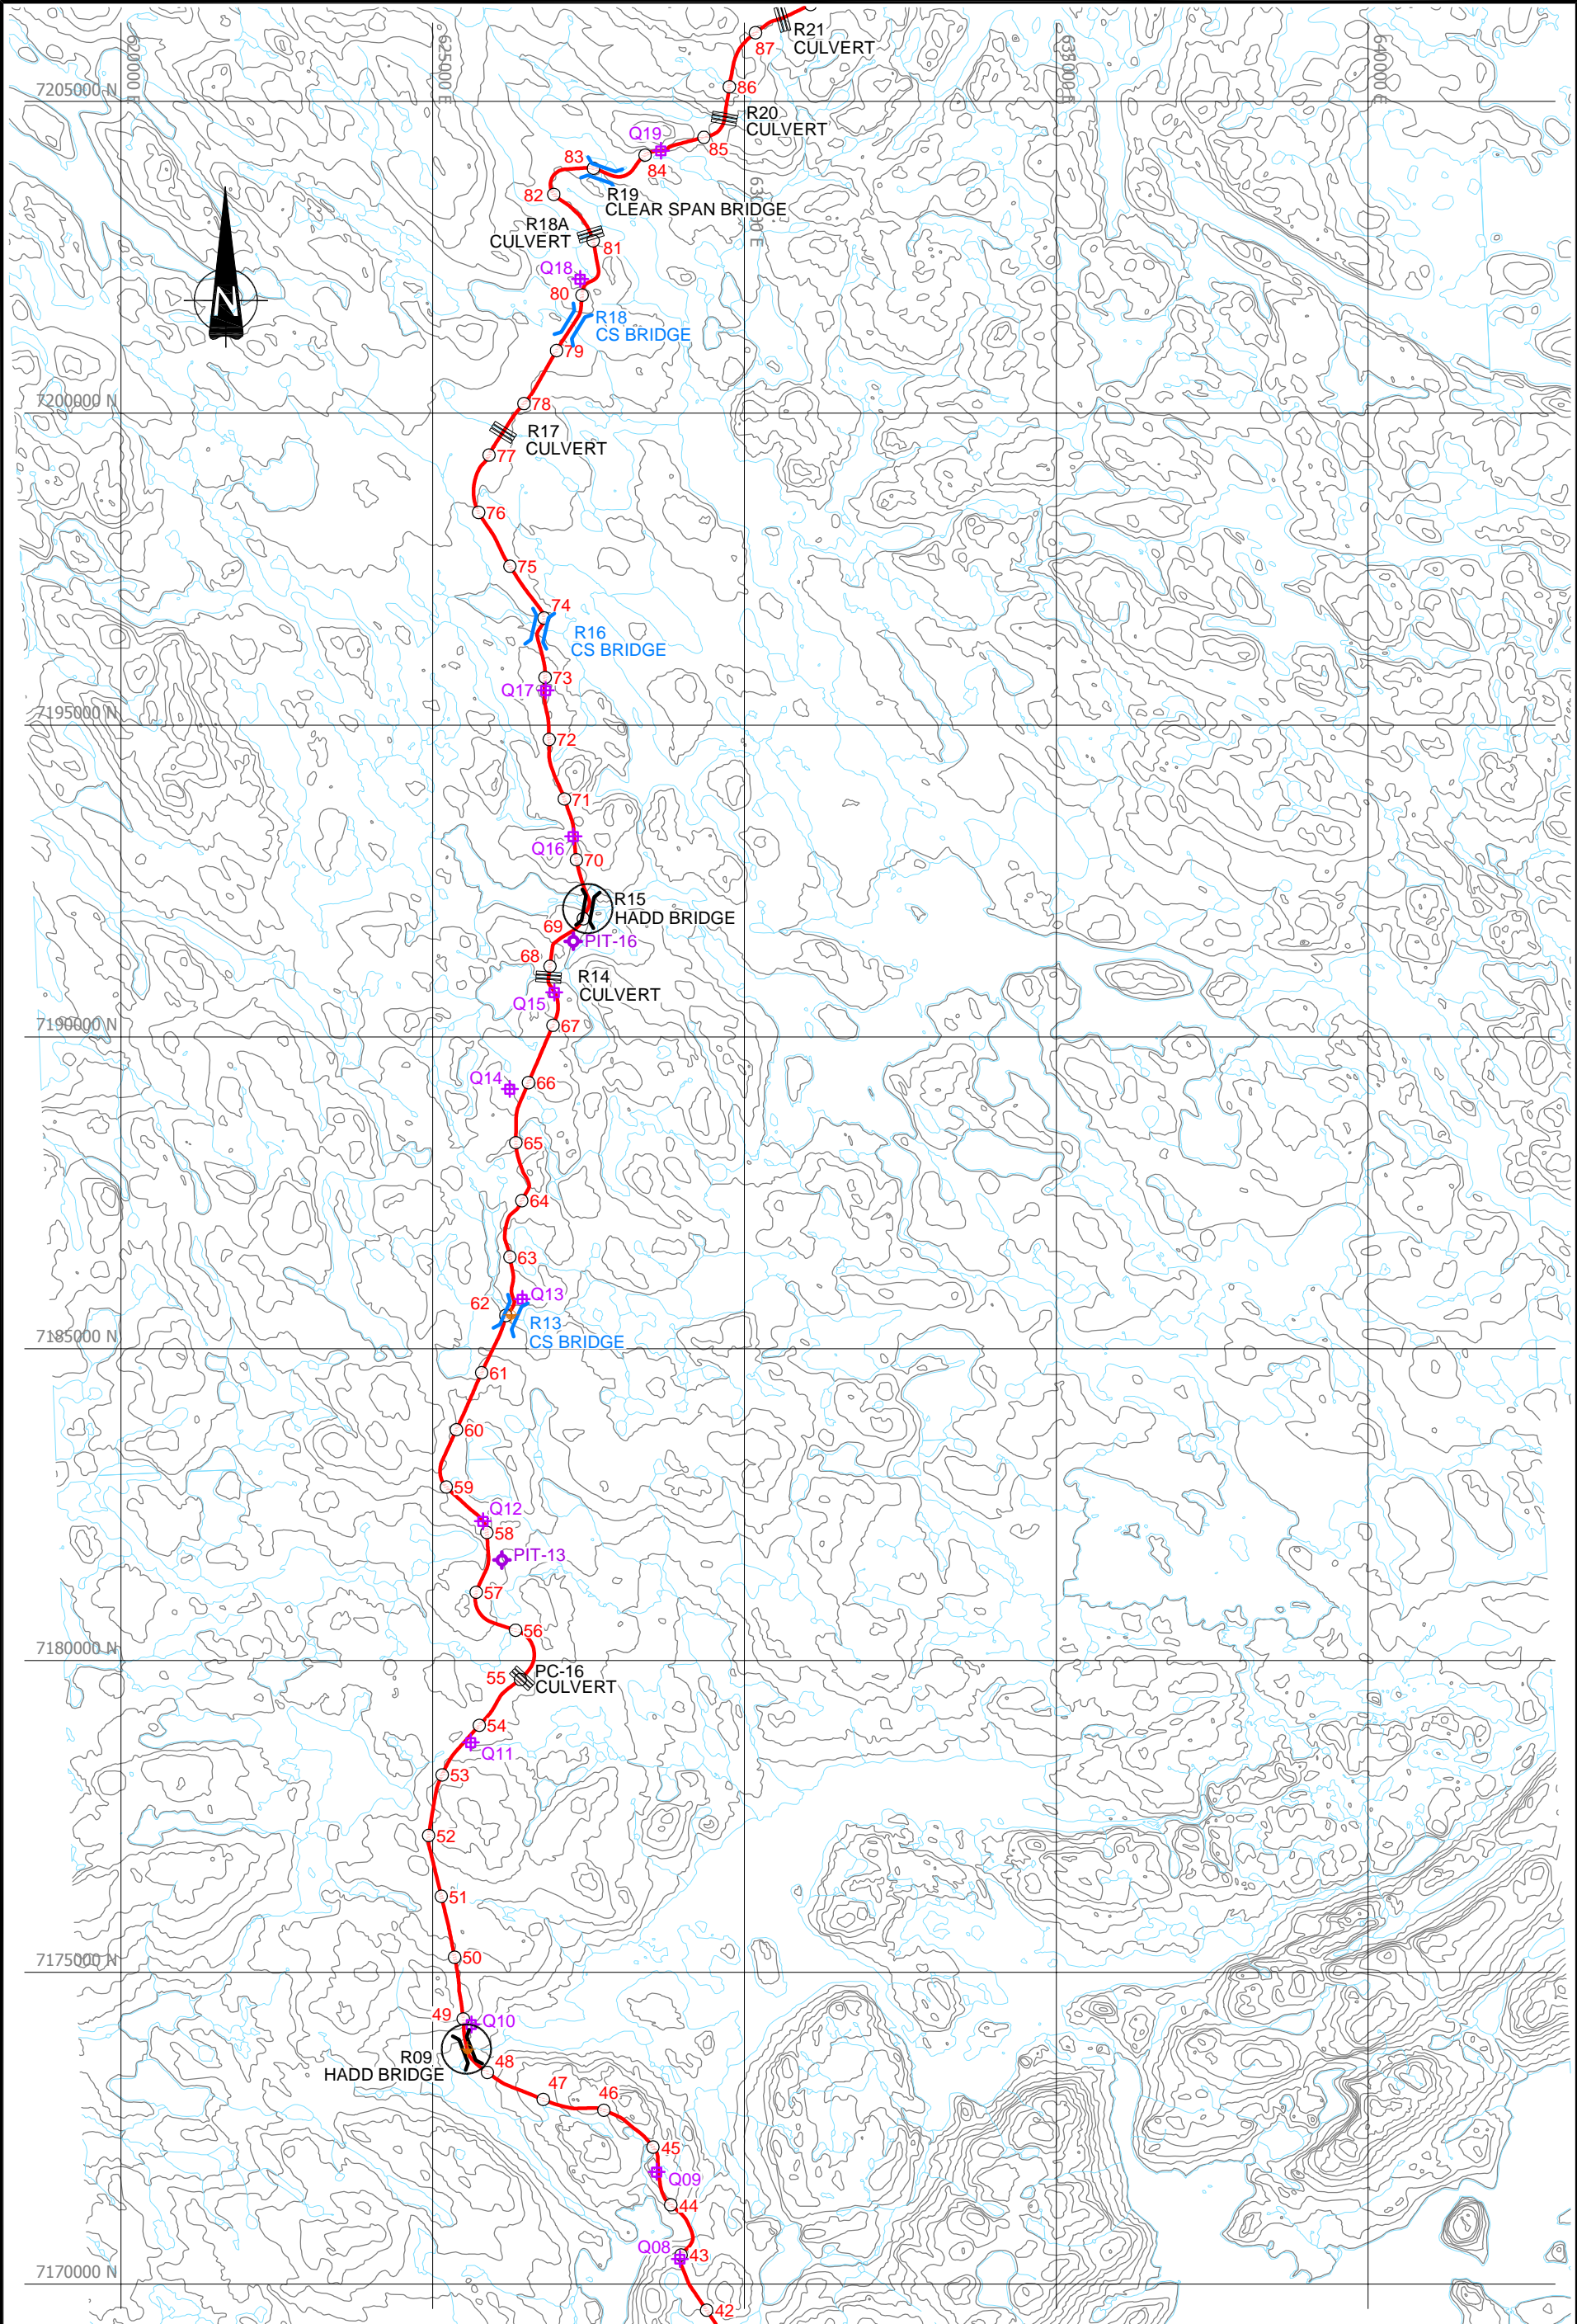 620000 E
625000 E
630000 E
635000 E
640000 E
R21
CULVERT
87
86
7205000 N
R20
CULVERT
Q19
85
84
83
82
R19
CLEAR SPAN BRIDGE
R18A
CULVERT
81
Q18
80
N
R18
CS BRIDGE
79
7200000 N
78
R17
CULVERT
77
76
75
74
R16
CS BRIDGE
73
Q17
7195000 N
72
71
Q16
70
R15
HADD BRIDGE
69
PIT-16
68
R14
CULVERT
Q15
67
7190000 N
Q14
66
65
64
63
Q13
62
R13
CS BRIDGE
7185000 N
61
60
59
Q12
58
PIT-13
57
56
7180000 N
55
PC-16
CULVERT
54
Q11
53
52
51
50
7175000 N
49
Q10
R09
HADD BRIDGE
48
47
46
45
Q09
44
Q08
43
7170000 N
42